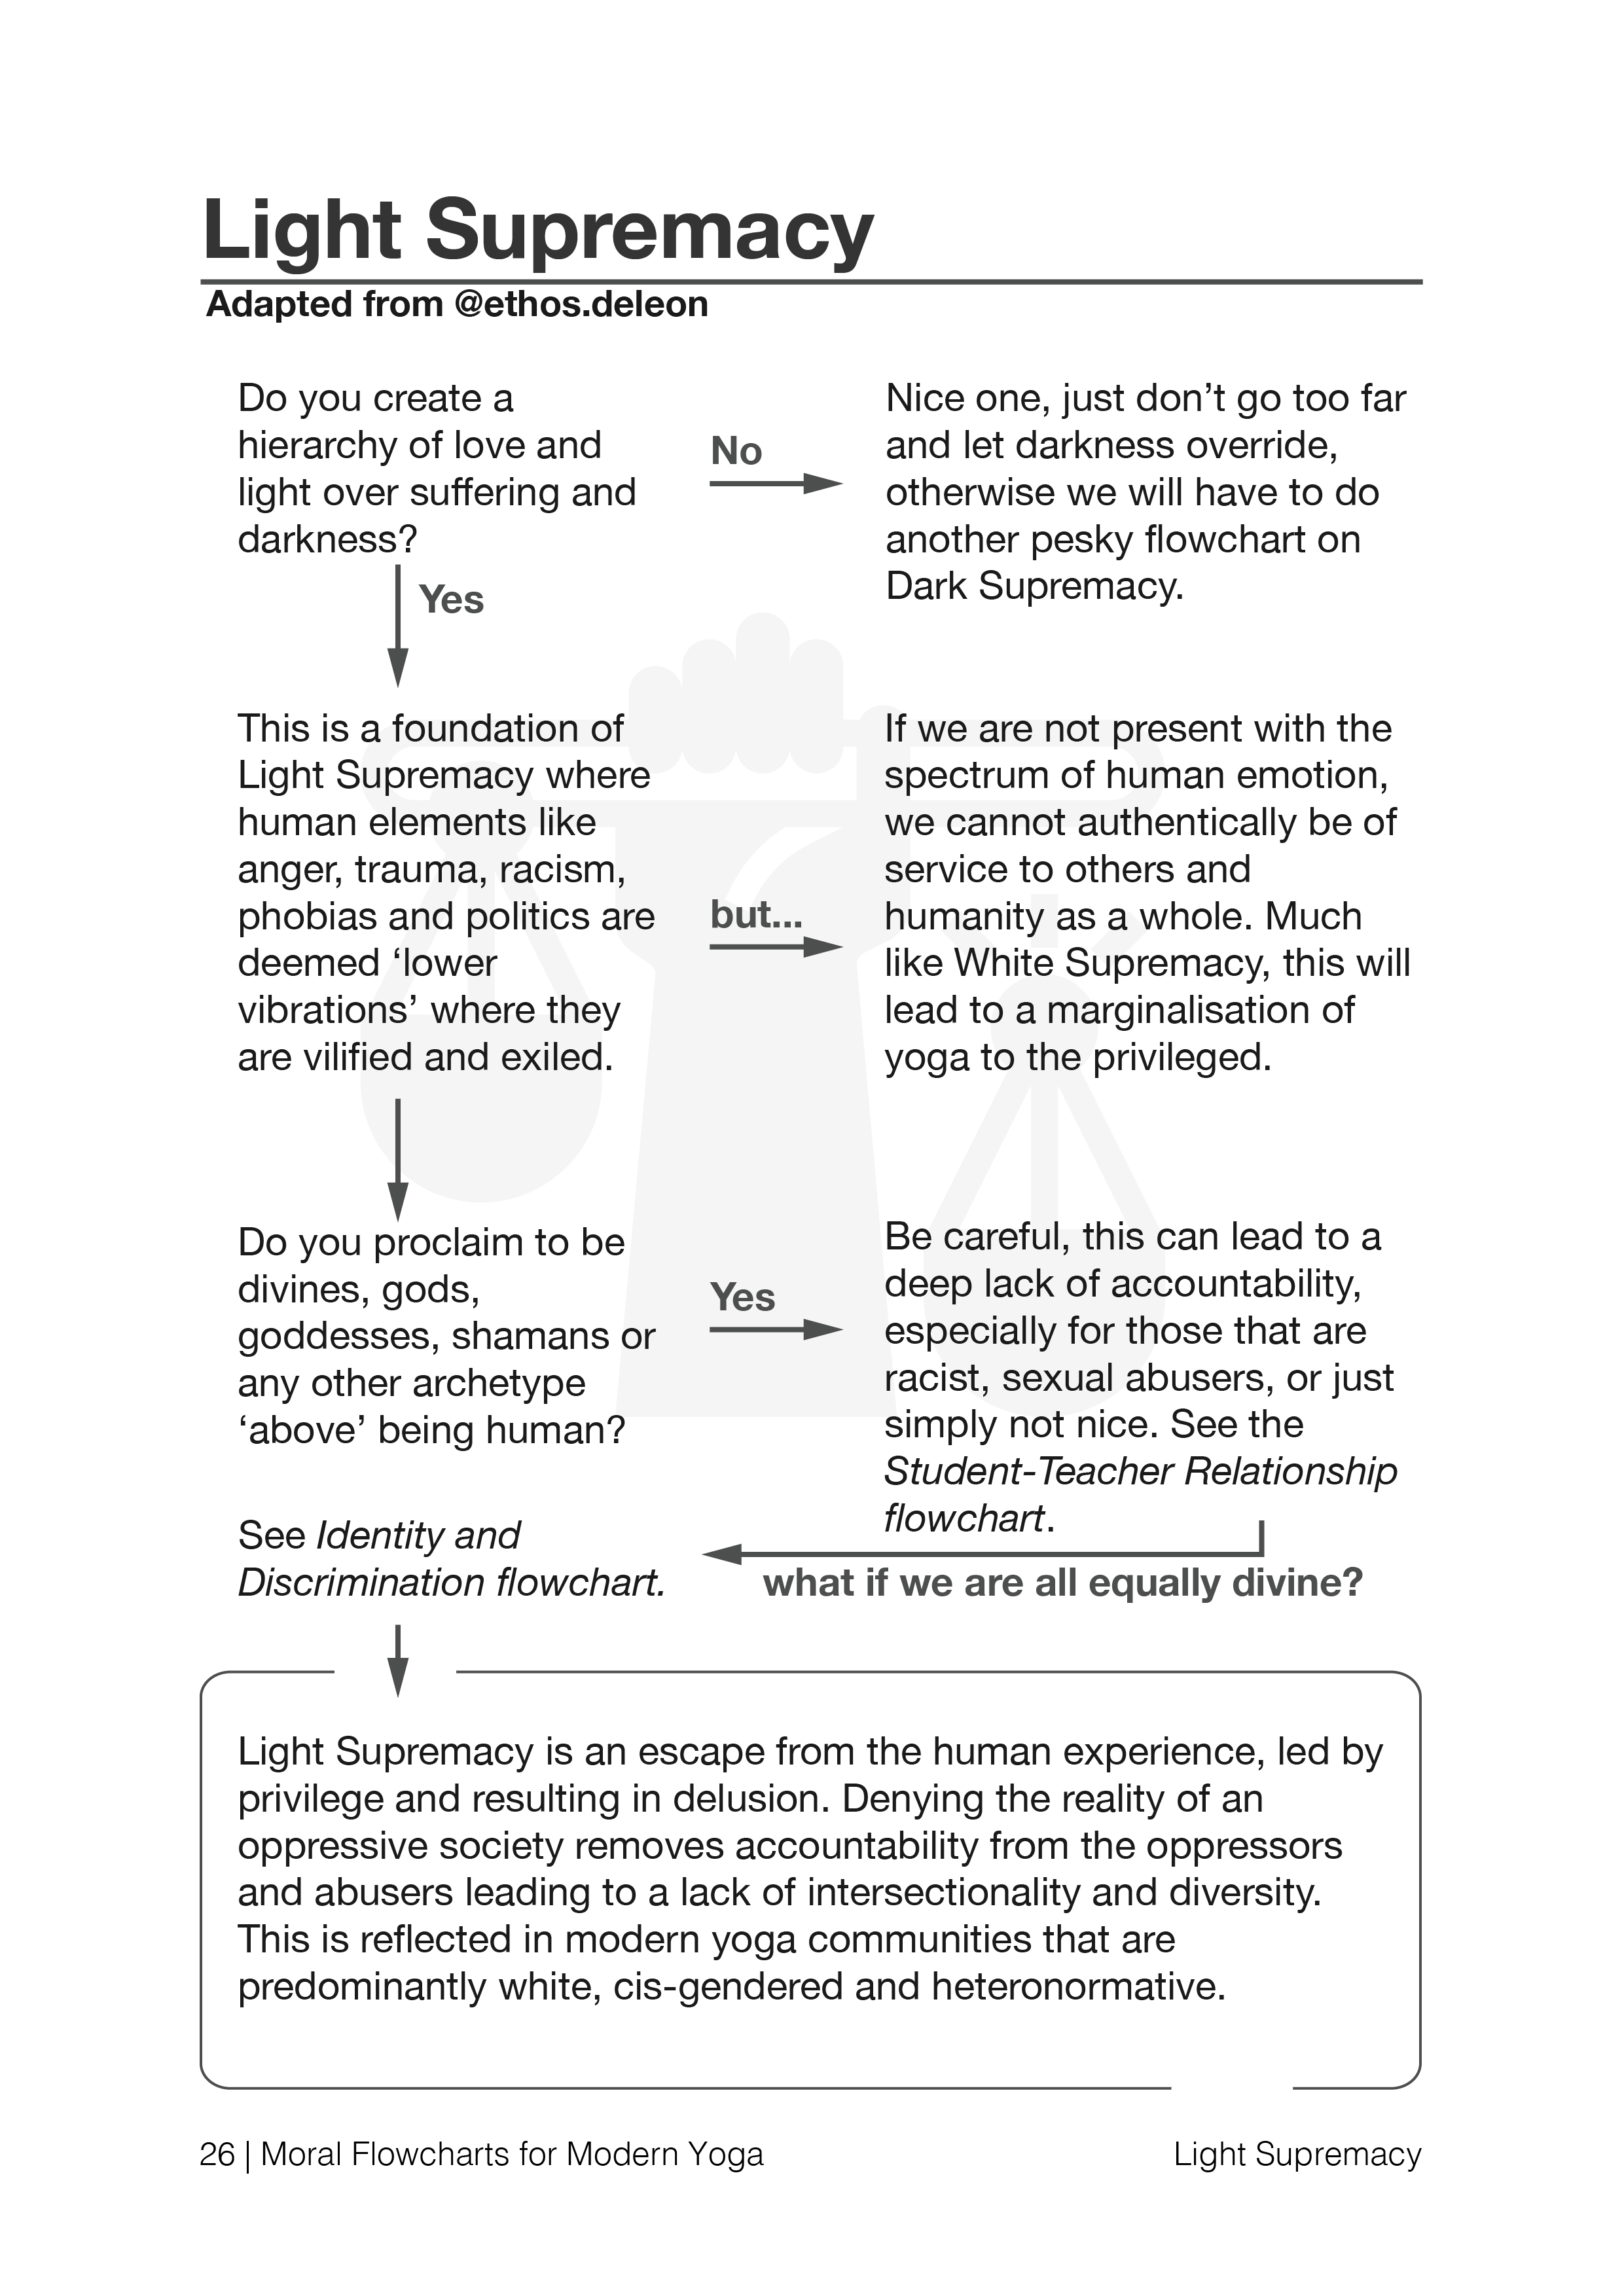 Light Supremacy
Adapted from @ethos.deleon
Do you create a
hierarchy of love and
light over suffering and
darkness?
No
Nice one, just don’t go too far
and let darkness override,
otherwise we will have to do
another pesky flowchart on
Dark Supremacy.
Yes
This is a foundation of
Light Supremacy where
human elements like
anger, trauma, racism,
phobias and politics are
deemed ‘lower
vibrations’ where they
are vilified and exiled.
but...
If we are not present with the
spectrum of human emotion,
we cannot authentically be of
service to others and
humanity as a whole. Much
like White Supremacy, this will
lead to a marginalisation of
yoga to the privileged.
Do you proclaim to be
divines, gods,
goddesses, shamans or
any other archetype
‘above’ being human?
Yes
Be careful, this can lead to a
deep lack of accountability,
especially for those that are
racist, sexual abusers, or just
simply not nice. See the
Student-Teacher Relationship
flowchart.
what if we are all equally divine?
See Identity and
Discrimination flowchart.
Light Supremacy is an escape from the human experience, led by
privilege and resulting in delusion. Denying the reality of an
oppressive society removes accountability from the oppressors
and abusers leading to a lack of intersectionality and diversity.
This is reflected in modern yoga communities that are
predominantly white, cis-gendered and heteronormative.
26 | Moral Flowcharts for Modern Yoga
Light Supremacy